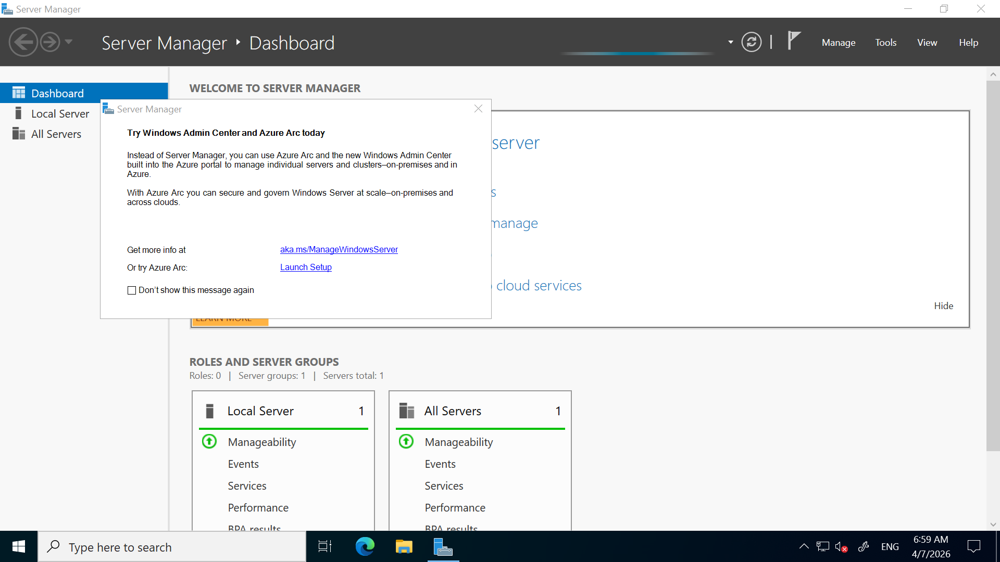 Server Manager
Server Manager ‣ Dashboard
Manage
Tools
View
Help
Dashboard
Local Server
All Servers
WELCOME TO SERVER MANAGER
Server Manager
Try Windows Admin Center and Azure Arc today
Instead of Server Manager, you can use Azure Arc and the new Windows Admin Center
built into the Azure portal to manage individual servers and clusters—on-premises and in
Azure.
With Azure Arc you can secure and govern Windows Server at scale—on-premises and
across clouds.
Get more info at
aka.ms/ManageWindowsServer
Or try Azure Arc:
Launch Setup
Don't show this message again
server
s
manage
cloud services
Hide
LEARN MORE
ROLES AND SERVER GROUPS
Roles: 0 | Server groups: 1 | Servers total: 1
Local Server 1
Manageability
Events
Services
Performance
BPA results
All Servers 1
Manageability
Events
Services
Performance
BPA results
Type here to search
ENG
6:59 AM
4/7/2026